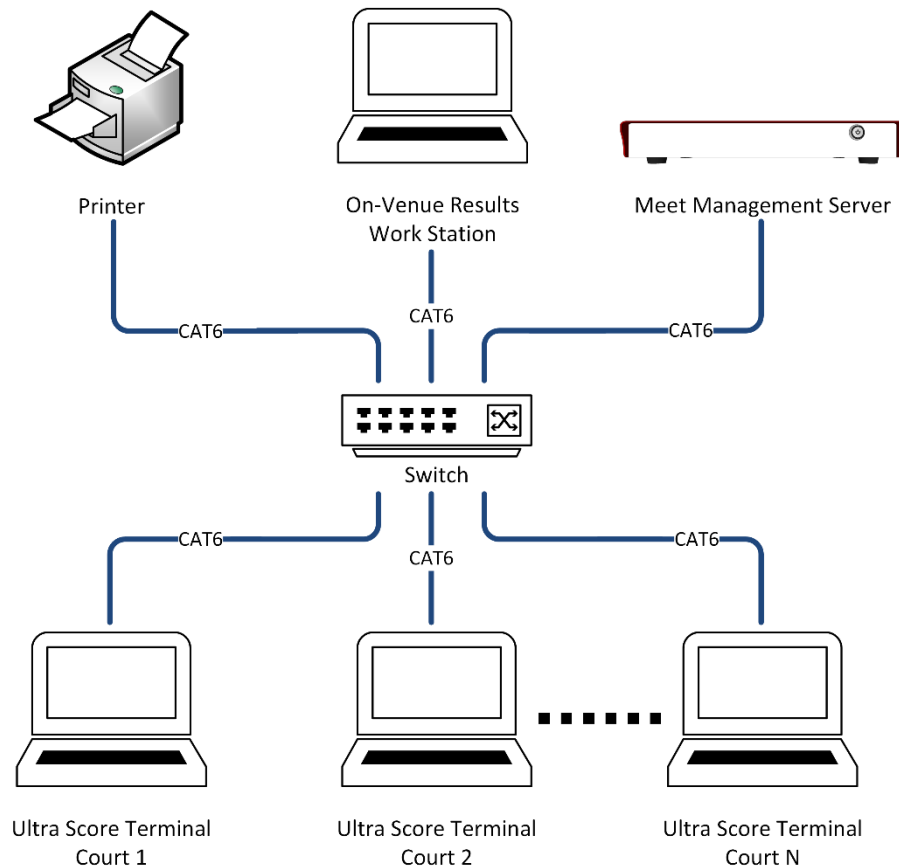 Printer
On-Venue Results
Work Station
Meet Management Server
CAT6
CAT6
CAT6
Switch
CAT6
CAT6
CAT6
Ultra Score Terminal
Court 1
Ultra Score Terminal
Court 2
Ultra Score Terminal
Court N